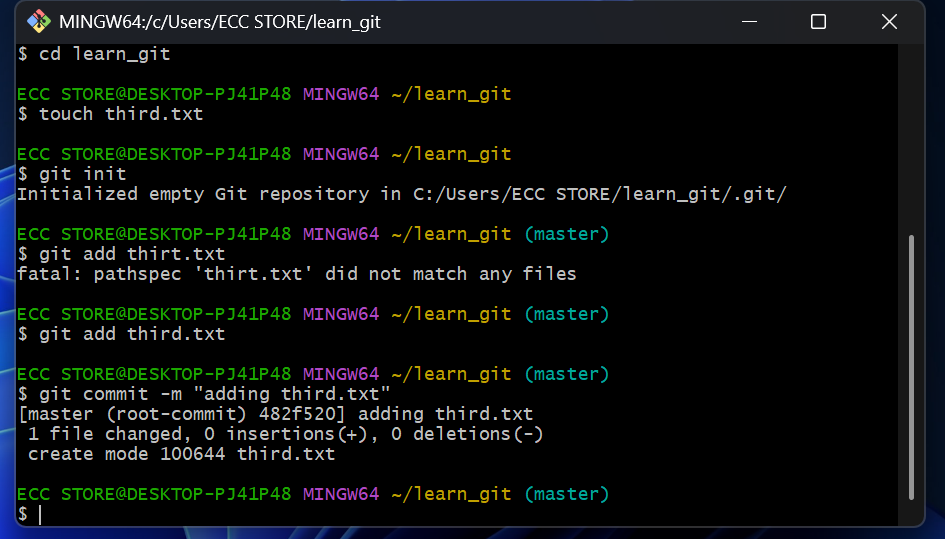 MINGW64:/c/Users/ECC STORE/learn_git
$ cd learn_git
ECC STORE@DESKTOP-PJ41P48 MINGW64 ~/learn_git
$ touch third.txt
ECC STORE@DESKTOP-PJ41P48 MINGW64 ~/learn_git
$ git init
Initialized empty Git repository in C:/Users/ECC STORE/learn_git/.git/
ECC STORE@DESKTOP-PJ41P48 MINGW64 ~/learn_git (master)
$ git add thirt.txt
fatal: pathspec 'thirt.txt' did not match any files
ECC STORE@DESKTOP-PJ41P48 MINGW64 ~/learn_git (master)
$ git add third.txt
ECC STORE@DESKTOP-PJ41P48 MINGW64 ~/learn_git (master)
$ git commit -m "adding third.txt"
[master (root-commit) 482f520] adding third.txt
 1 file changed, 0 insertions(+), 0 deletions(-)
 create mode 100644 third.txt
ECC STORE@DESKTOP-PJ41P48 MINGW64 ~/learn_git (master)
$